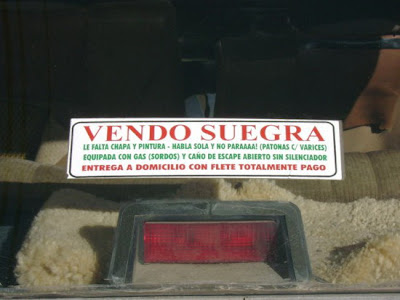 VENDO SUEGRA
LE FALTA CHAPA Y PINTURA - HABLA SOLA Y NO PARAAAA! (PATONAS C/ VARICES)
EQUIPADA CON GAS (SORDOS) Y CAÑO DE ESCAPE ABIERTO SIN SILENCIADOR
ENTREGA A DOMICILIO CON FLETE TOTALMENTE PAGO